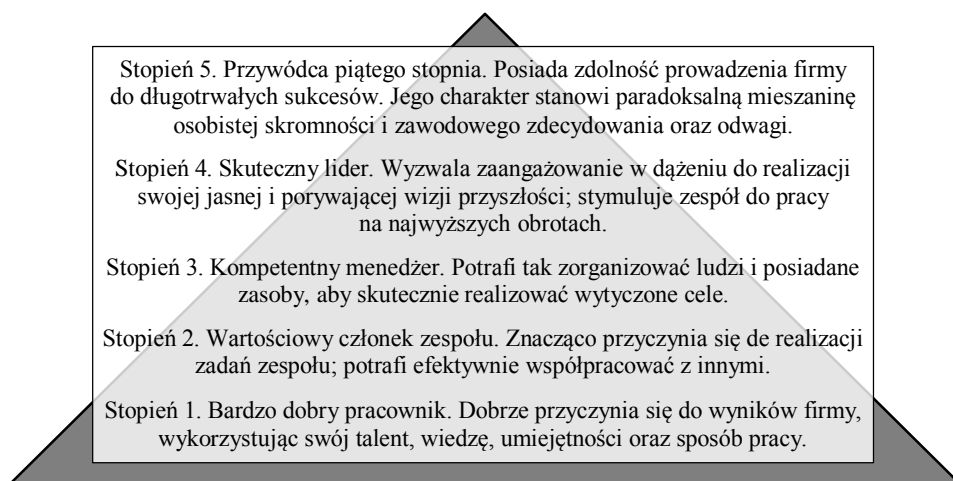 Stopień 5. Przywódca piątego stopnia. Posiada zdolność prowadzenia firmy
do długotrwałych sukcesów. Jego charakter stanowi paradoksalną mieszaninę
osobistej skromności i zawodowego zdecydowania oraz odwagi.
Stopień 4. Skuteczny lider. Wyzwala zaangażowanie w dążeniu do realizacji
swojej jasnej i porywającej wizji przyszłości; stymuluje zespół do pracy
na najwyższych obrotach.
Stopień 3. Kompetentny menedżer. Potrafi tak zorganizować ludzi i posiadane
zasoby, aby skutecznie realizować wytyczone cele.
Stopień 2. Wartościowy członek zespołu. Znacząco przyczynia się de realizacji
zadań zespołu; potrafi efektywnie współpracować z innymi.
Stopień 1. Bardzo dobry pracownik. Dobrze przyczynia się do wyników firmy,
wykorzystując swój talent, wiedzę, umiejętności oraz sposób pracy.